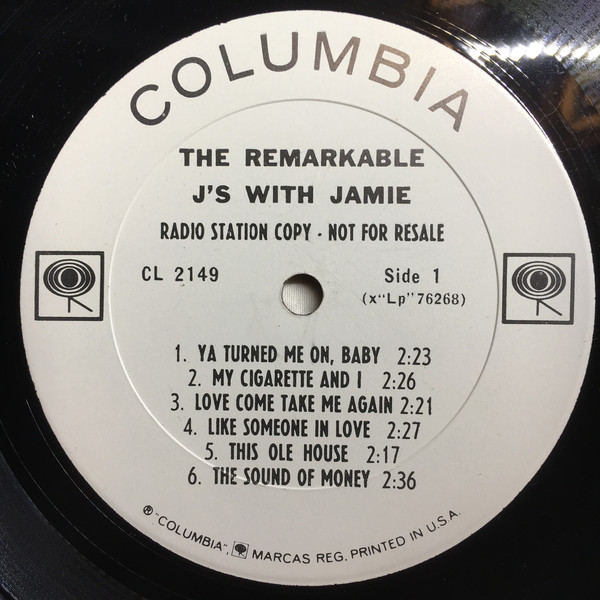 COLUMBIA
THE REMARKABLE
J'S WITH JAMIE
RADIO STATION COPY · NOT FOR RESALE
CL 2149
Side 1
(x"Lp"76268)
1. YA TURNED ME ON, BABY 2:23
2. MY CIGARETTE AND I 2:26
3. LOVE COME TAKE ME AGAIN 2:21
4. LIKE SOMEONE IN LOVE 2:27
5. THIS OLE HOUSE 2:17
6. THE SOUND OF MONEY 2:36
® "COLUMBIA", MARCAS REG. PRINTED IN U.S.A.